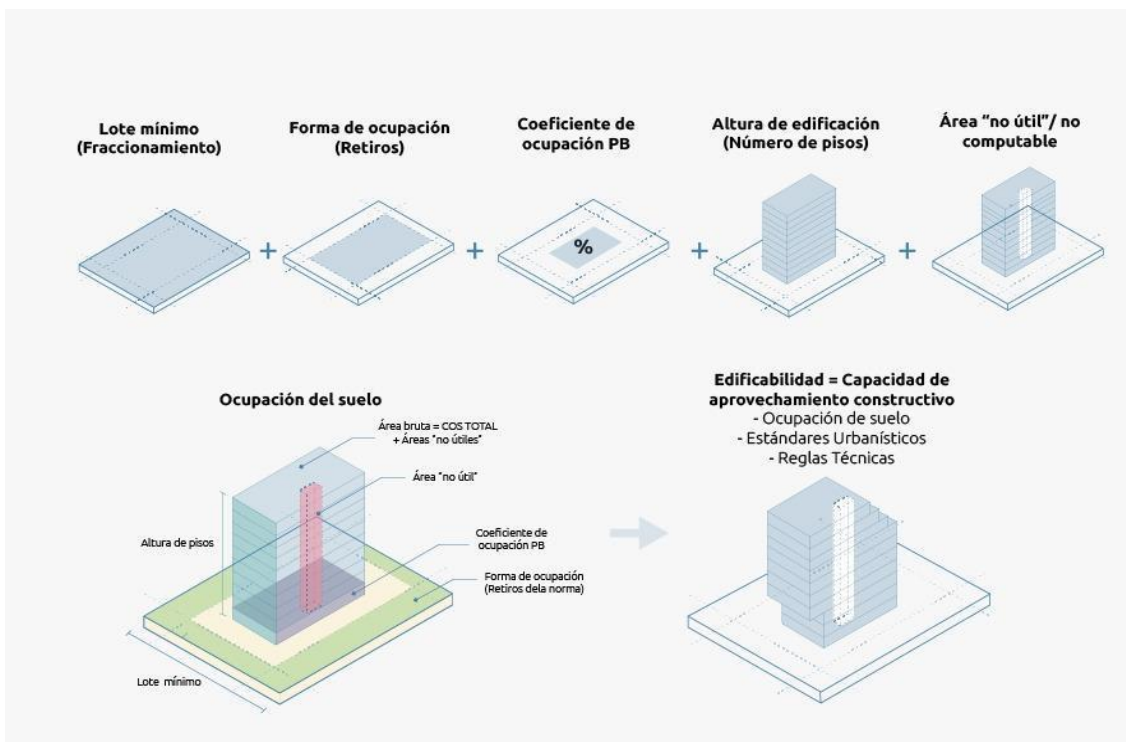 Lote mínimo
(Fraccionamiento)
Forma de ocupación
(Retiros)
Coeficiente de
ocupación PB
Altura de edificación
(Número de pisos)
Área “no útil”/ no
computable
+
+
%
+
+
Ocupación del suelo
Área bruta = COS TOTAL
+ Áreas “no útiles”
Área “no útil”
Altura de pisos
Coeficiente de
ocupación PB
Forma de ocupación
(Retiros dela norma)
Lote mínimo
Edificabilidad = Capacidad de
aprovechamiento constructivo
- Ocupación de suelo
- Estándares Urbanísticos
- Reglas Técnicas